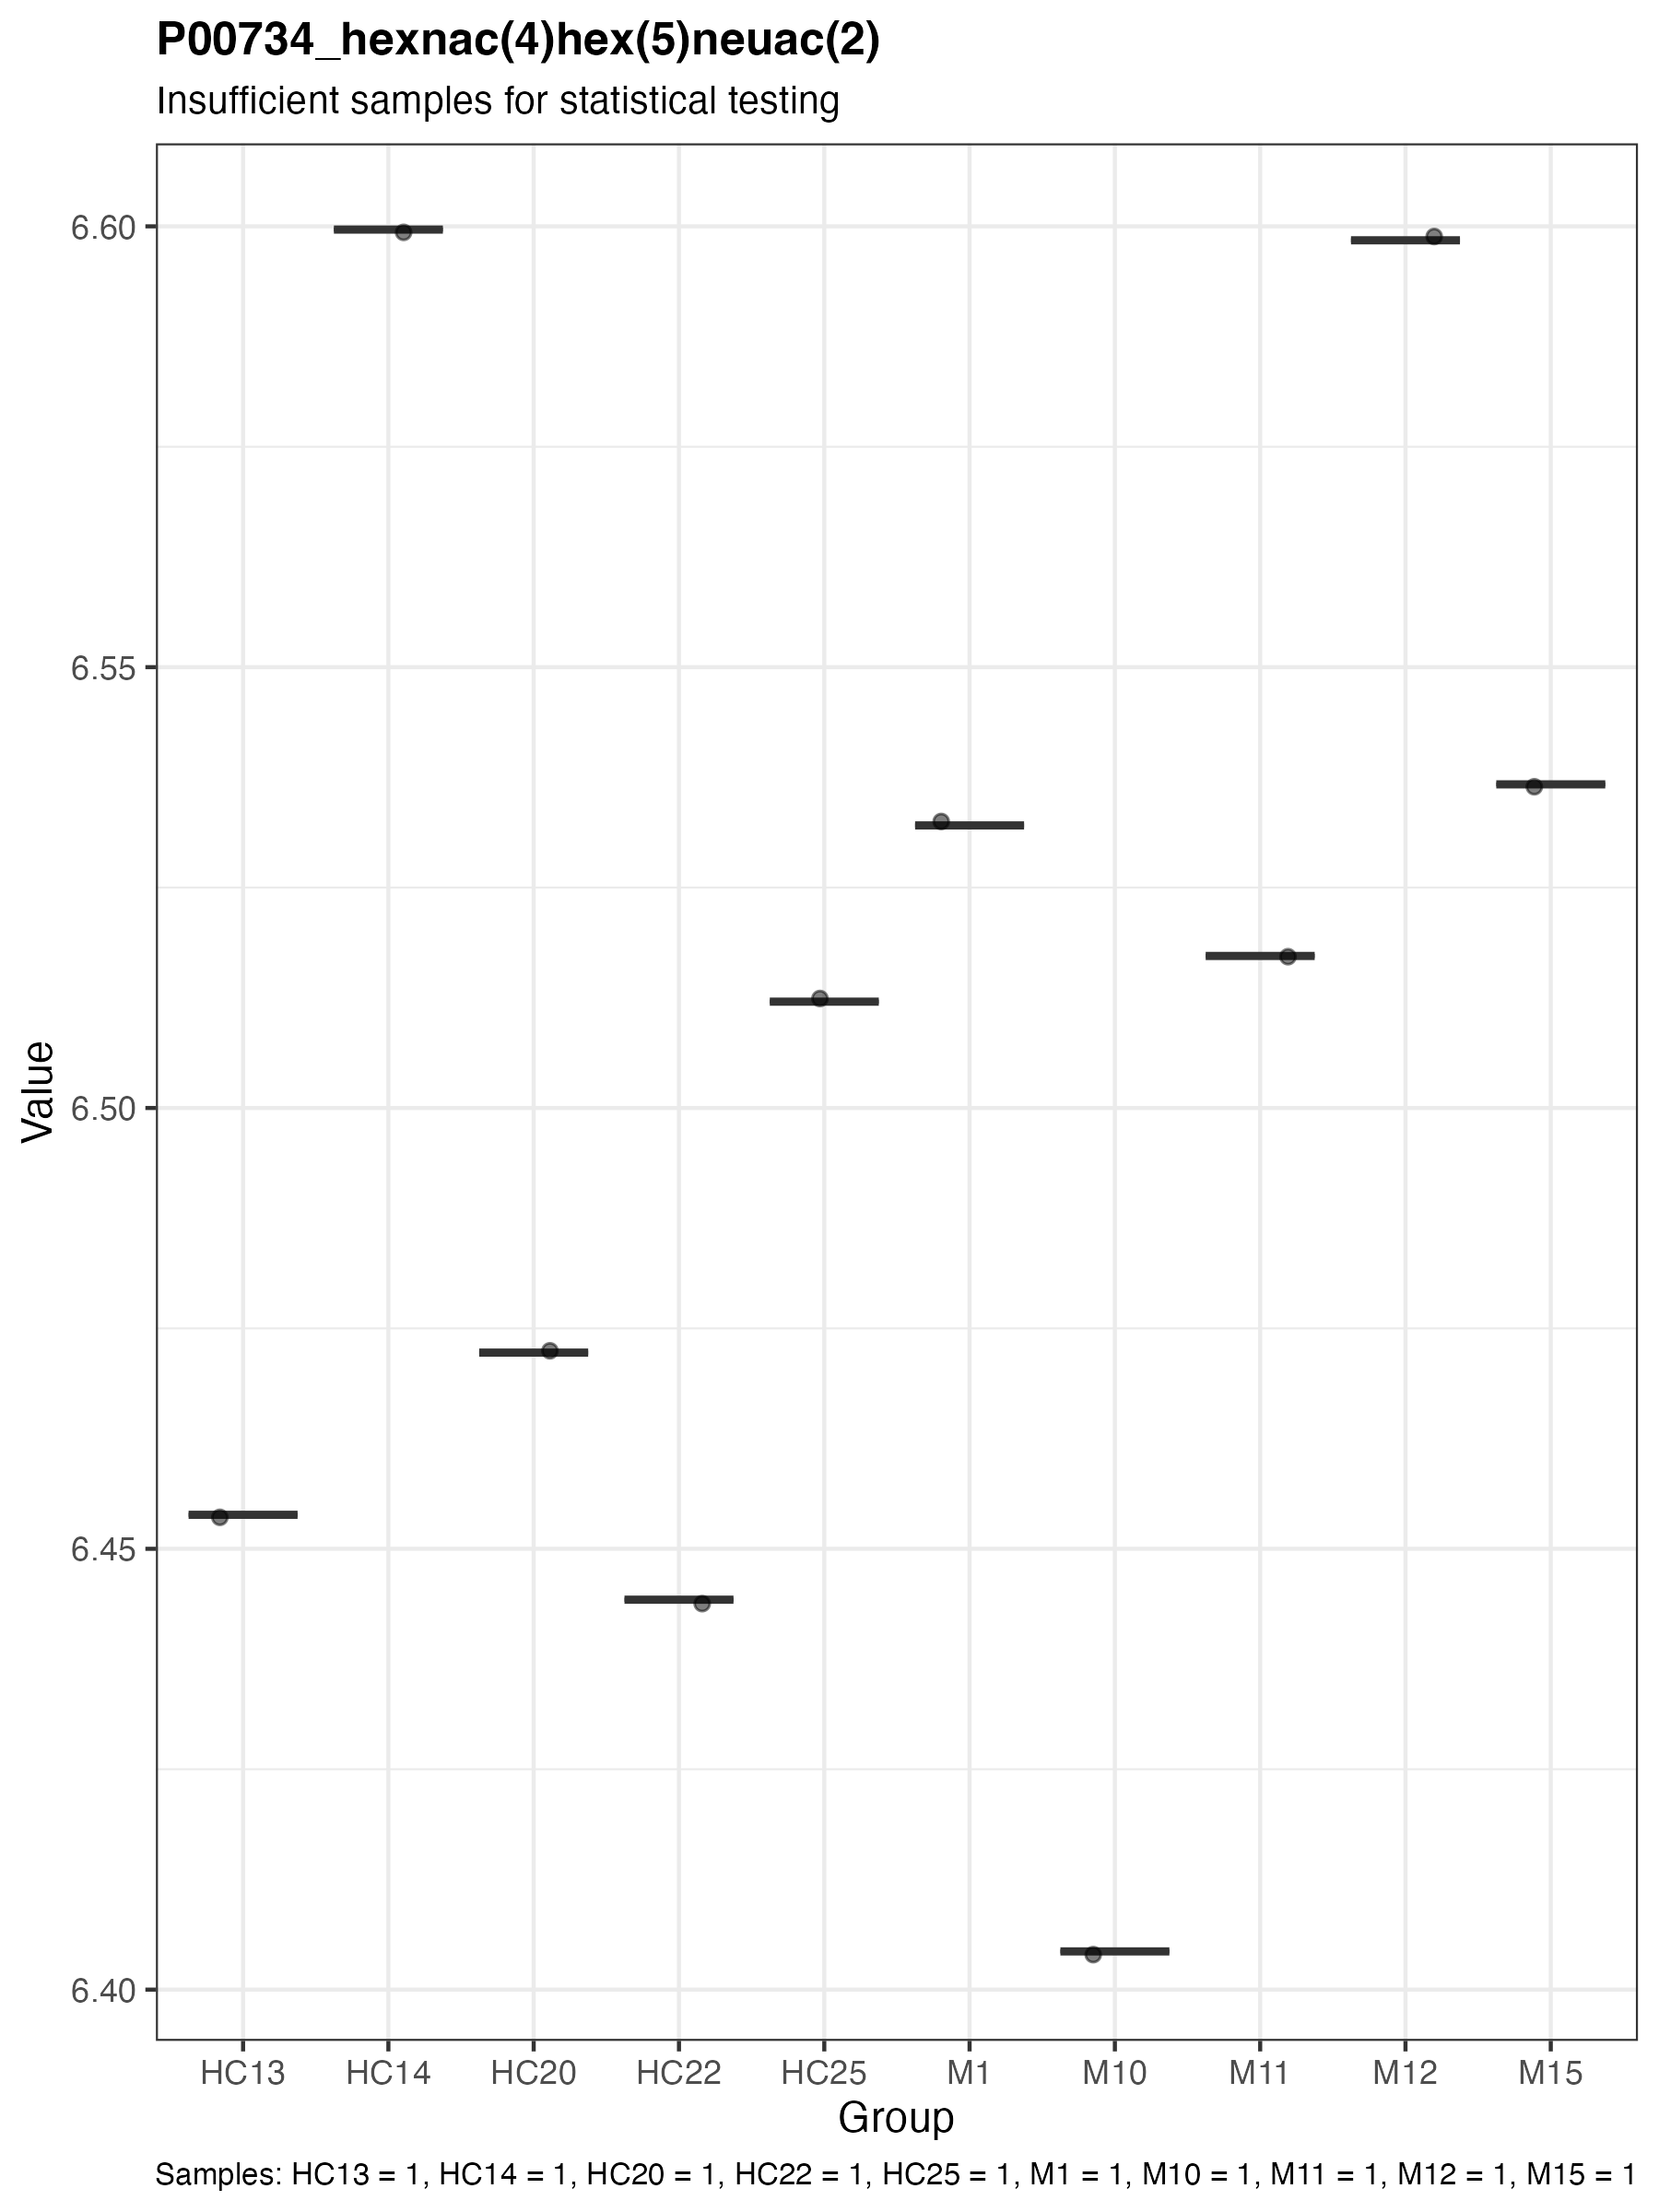 P00734_hexnac(4)hex(5)neuac(2)
Insufficient samples for statistical testing
6.60
6.55
6.50
6.45
6.40
Value
HC13 HC14 HC20 HC22 HC25 M1 M10 M11 M12 M15
Group
Samples: HC13 = 1, HC14 = 1, HC20 = 1, HC22 = 1, HC25 = 1, M1 = 1, M10 = 1, M11 = 1, M12 = 1, M15 = 1